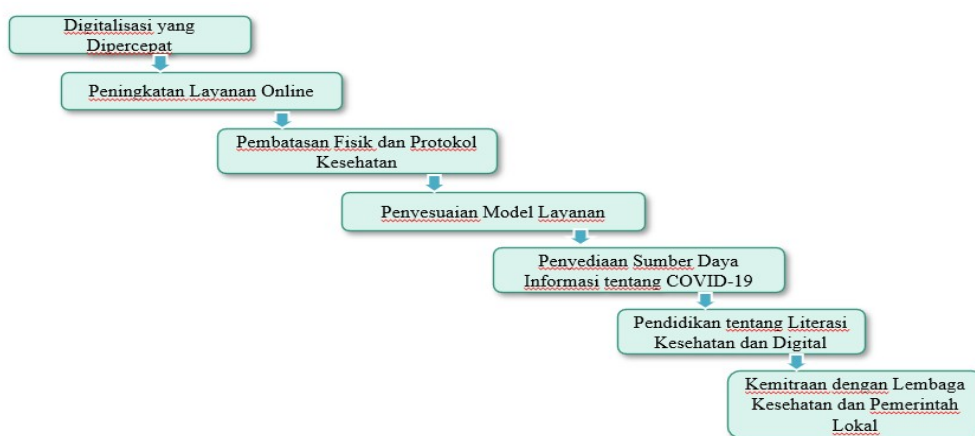 Digitalisasi yang
Dipercepat
Peningkatan Layanan Online
Pembatasan Fisik dan Protokol
Kesehatan
Penyesuaian Model Layanan
Penyediaan Sumber Daya
Informasi tentang COVID-19
Pendidikan tentang Literasi
Kesehatan dan Digital
Kemitraan dengan Lembaga
Kesehatan dan Pemerintah
Lokal